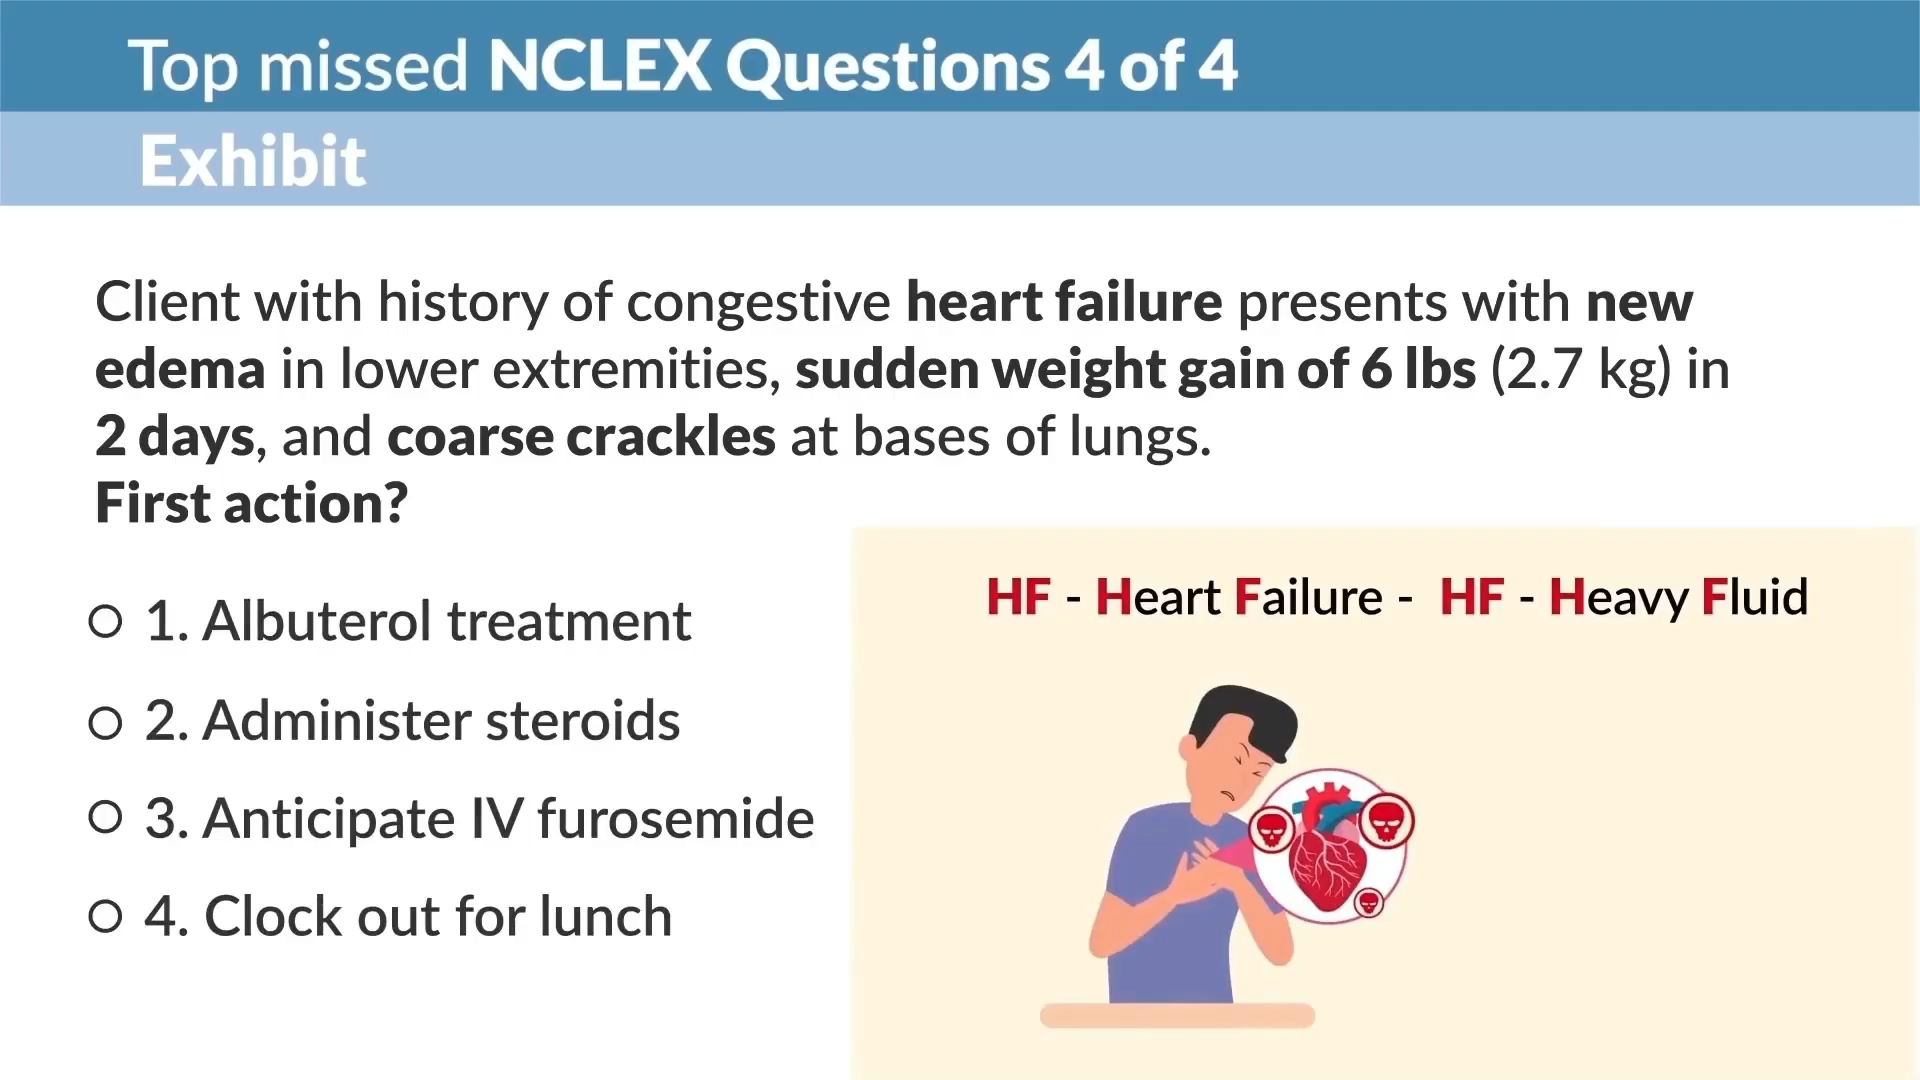 Top missed NCLEX Questions 4 of 4
Exhibit
Client with history of congestive heart failure presents with new
edema in lower extremities, sudden weight gain of 6 lbs (2.7 kg) in
2 days, and coarse crackles at bases of lungs.
First action?
1. Albuterol treatment
2. Administer steroids
3. Anticipate IV furosemide
4. Clock out for lunch
HF - Heart Failure - HF - Heavy Fluid